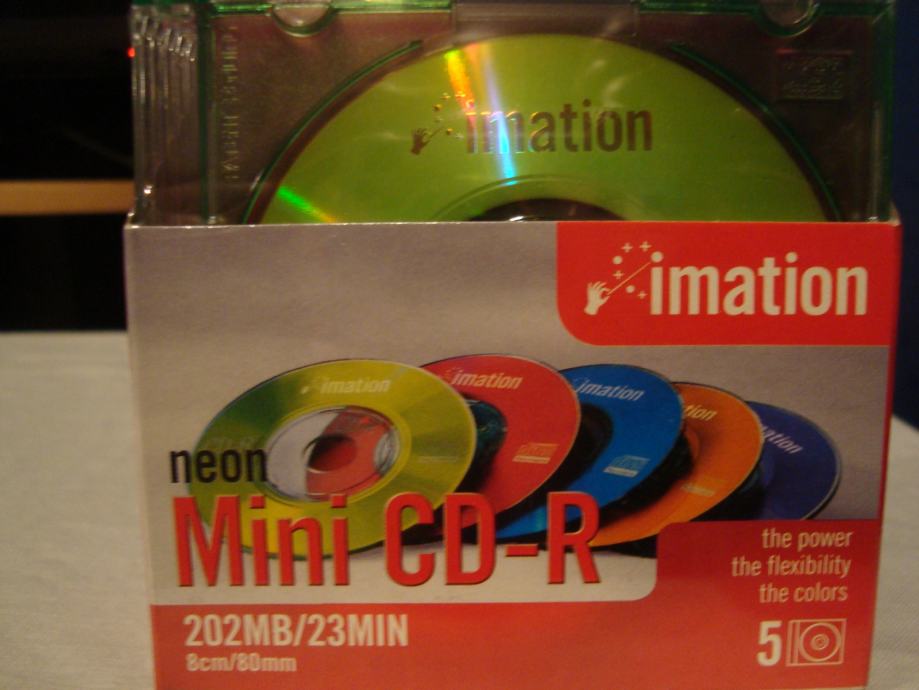 imation
imation
imation
imation
imation
neon
Mini CD-R
the power
the flexibility
the colors
202MB/23MIN
8cm/80mm
5